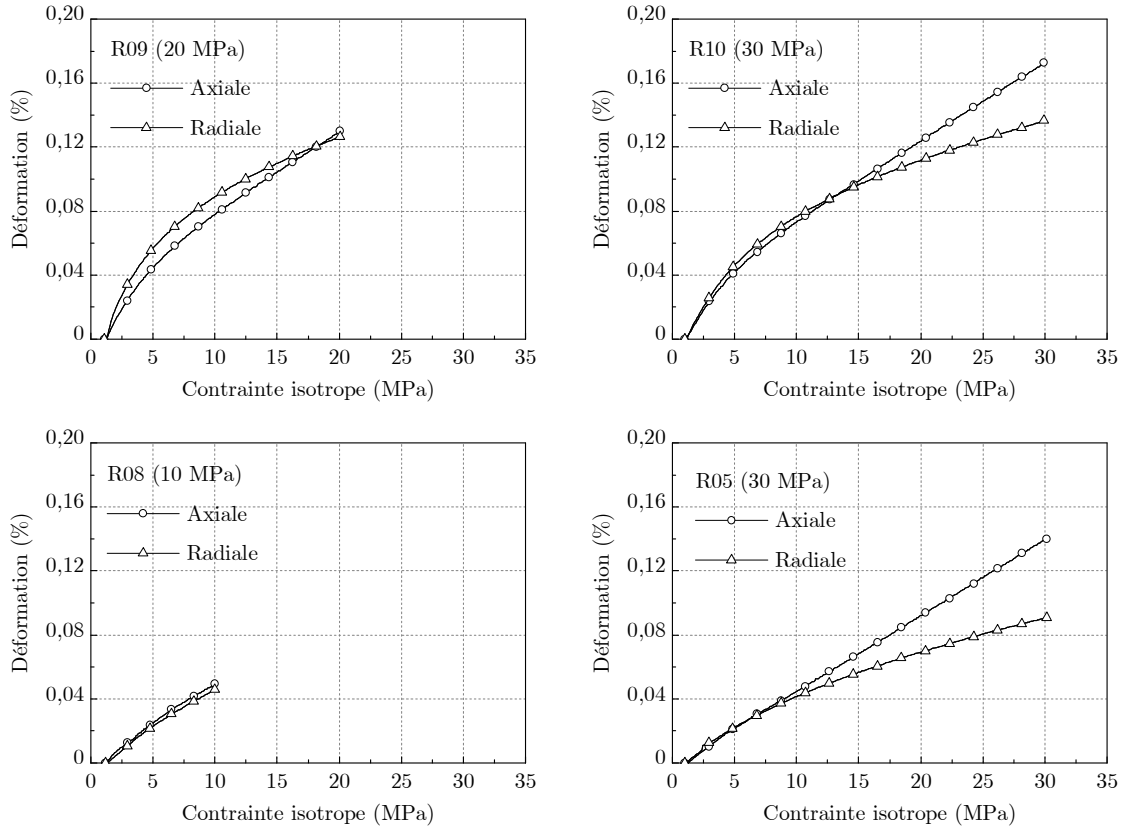 0,20
0,16
0,12
0,08
0,04
0
Déformation (%)
R09 (20 MPa)
Axiale
Radiale
0 5 10 15 20 25 30 35
Contrainte isotrope (MPa)
0,20
0,16
0,12
0,08
0,04
0
Déformation (%)
R10 (30 MPa)
Axiale
Radiale
0 5 10 15 20 25 30 35
Contrainte isotrope (MPa)
0,20
0,16
0,12
0,08
0,04
0
Déformation (%)
R08 (10 MPa)
Axiale
Radiale
0 5 10 15 20 25 30 35
Contrainte isotrope (MPa)
0,20
0,16
0,12
0,08
0,04
0
Déformation (%)
R05 (30 MPa)
Axiale
Radiale
0 5 10 15 20 25 30 35
Contrainte isotrope (MPa)